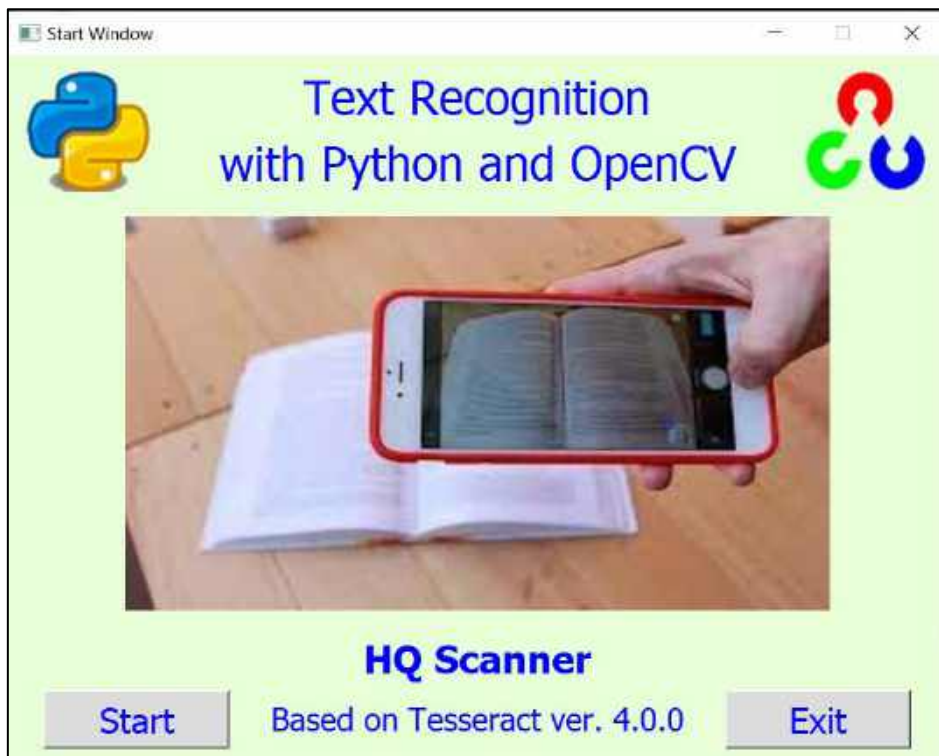 Start Window
Text Recognition
with Python and OpenCV
HQ Scanner
Start
Based on Tesseract ver. 4.0.0
Exit